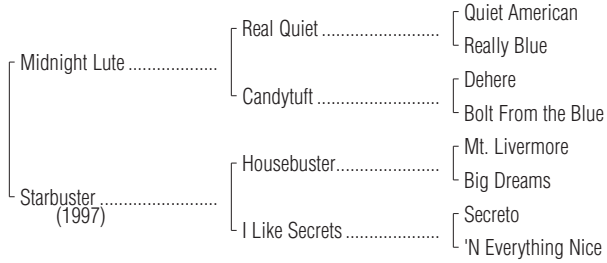 Quiet American
Real Quiet ..............................
Really Blue
Midnight Lute ......................
Dehere
Candytuft ...............................
Bolt From the Blue
Mt. Livermore
Housebuster..........................
Big Dreams
Starbuster .............................
(1997)
Secreto
I Like Secrets ........................
'N Everything Nice